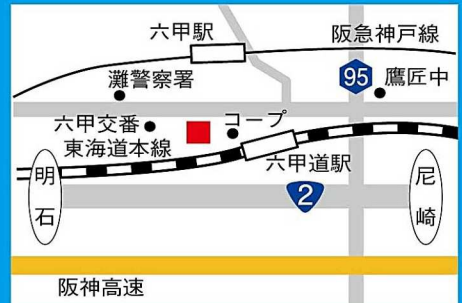 六甲駅
阪急神戸線
95
灘警察署
鷹匠中
六甲交番
コープ
東海道本線
六甲道駅
明石
2
尼崎
阪神高速